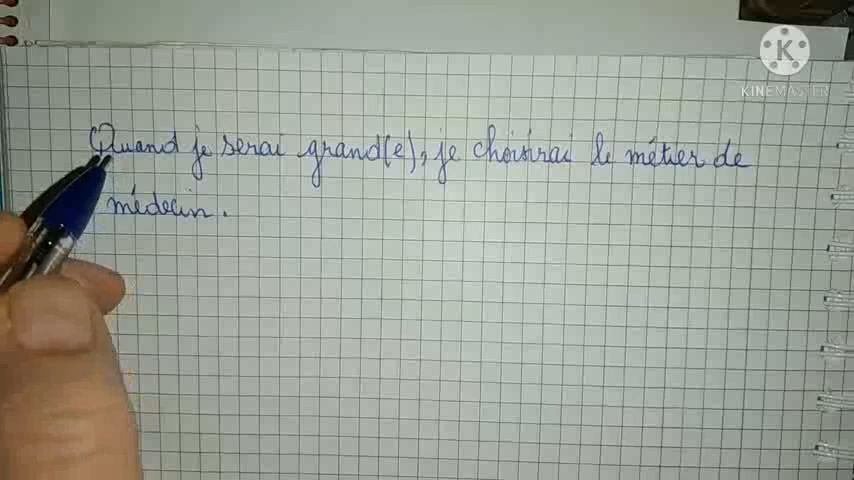 K
KINEMASTER
Quand je serai grand(e), je choisirai le métier de
médecin.